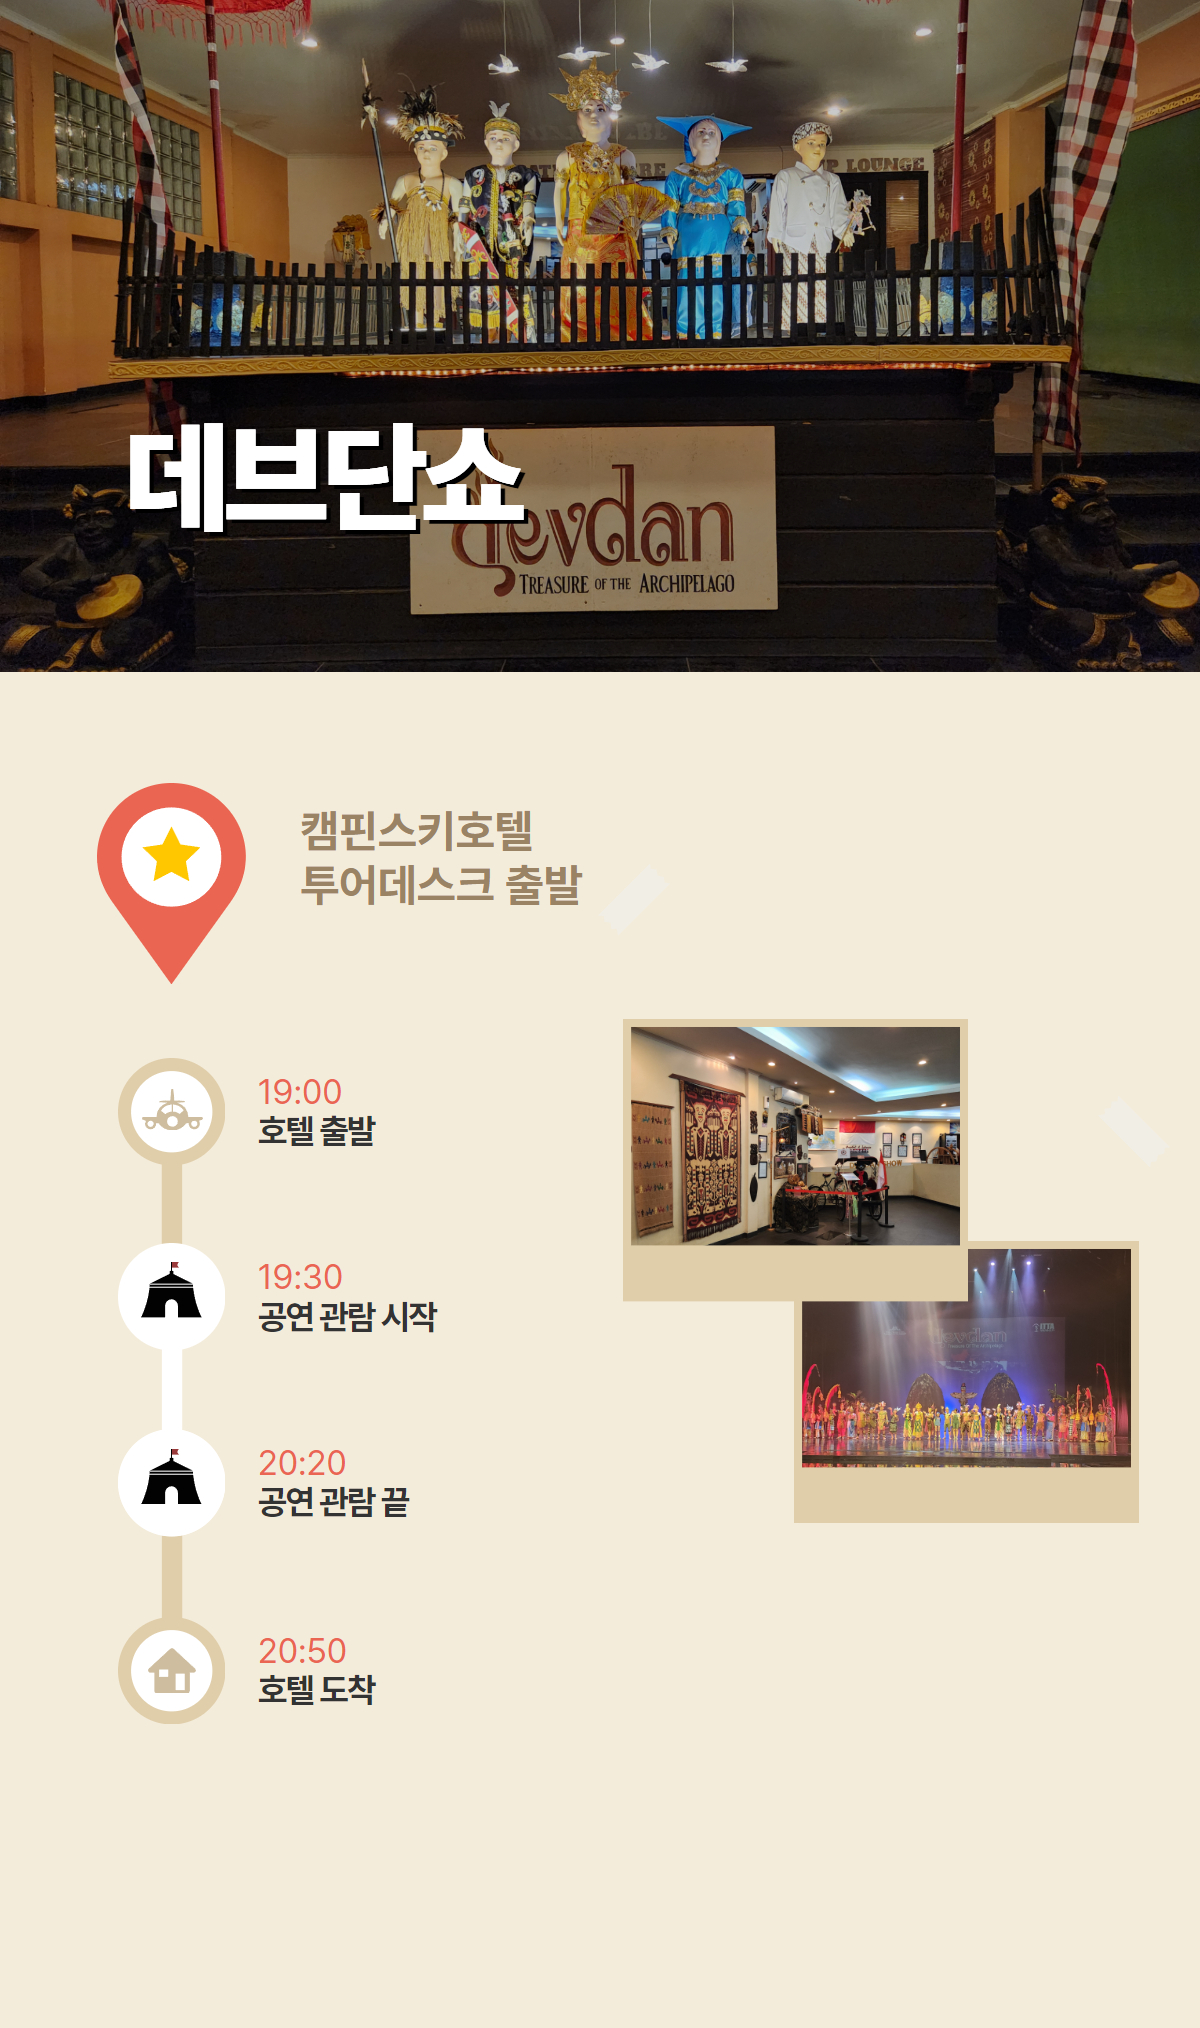 데브단쇼
devdan
TREASURE OF THE ARCHIPELAGO
캠핀스키호텔
투어데스크 출발
19:00
호텔 출발
19:30
공연 관람 시작
20:20
공연 관람 끝
20:50
호텔 도착